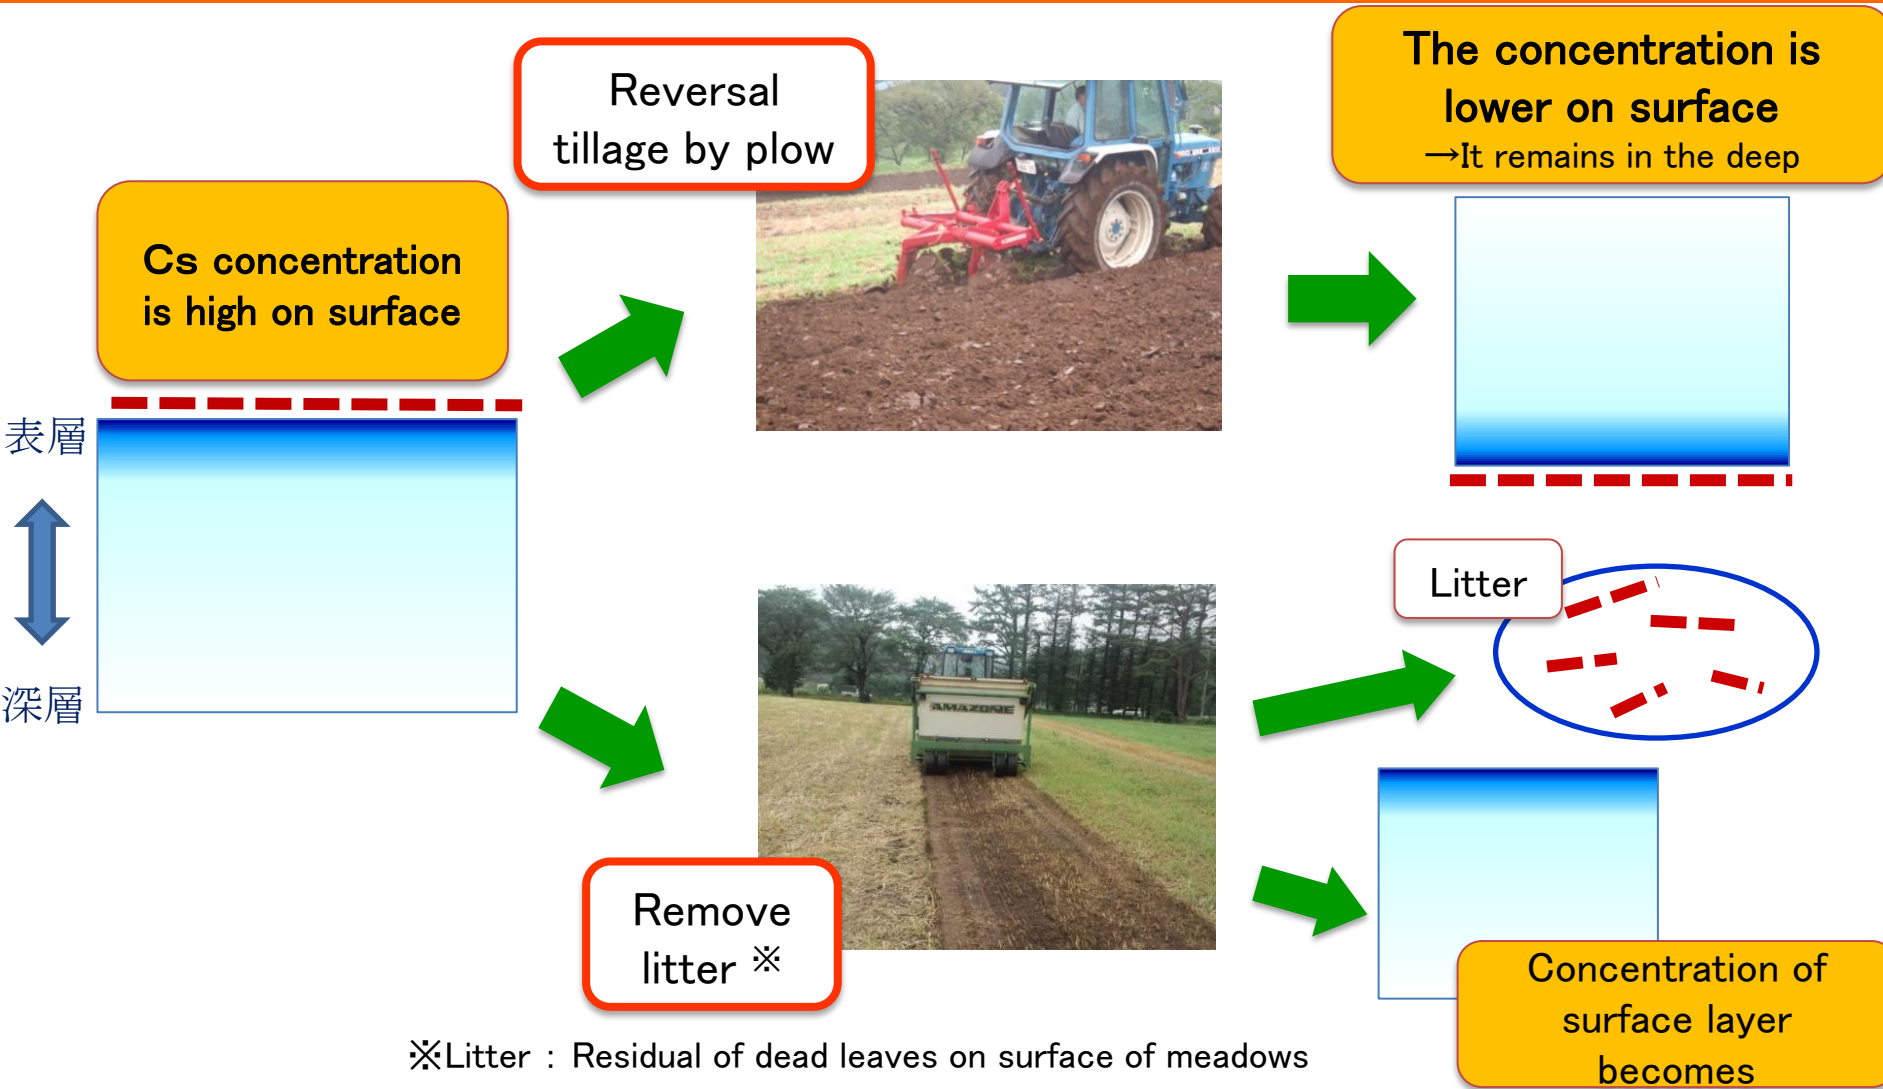 Reversal
tillage by plow
The concentration is
lower on surface
→It remains in the deep
Cs concentration
is high on surface
表層
深層
Litter
AMAZONE
Remove
litter ※
Concentration of
surface layer
becomes
※Litter : Residual of dead leaves on surface of meadows